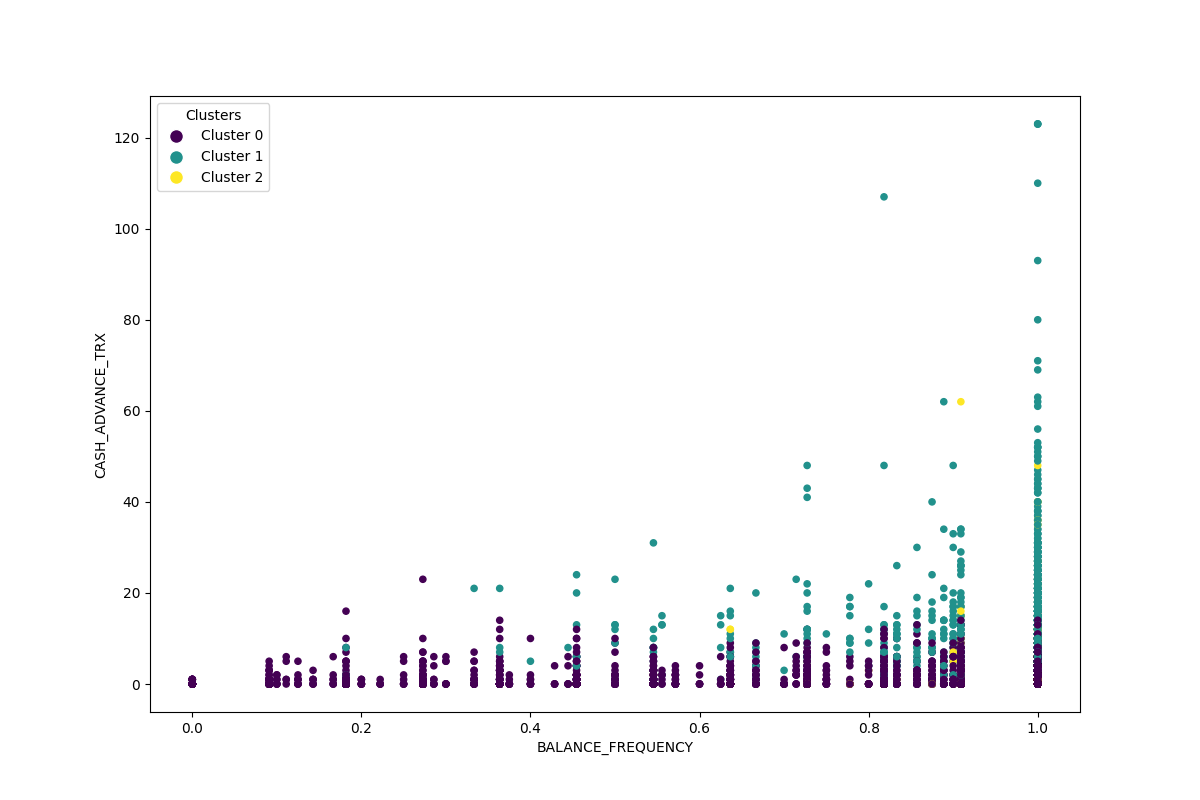 Clusters
Cluster 0
Cluster 1
Cluster 2
120
100
80
60
40
20
0
CASH_ADVANCE_TRX
0.0 0.2 0.4 0.6 0.8 1.0
BALANCE_FREQUENCY